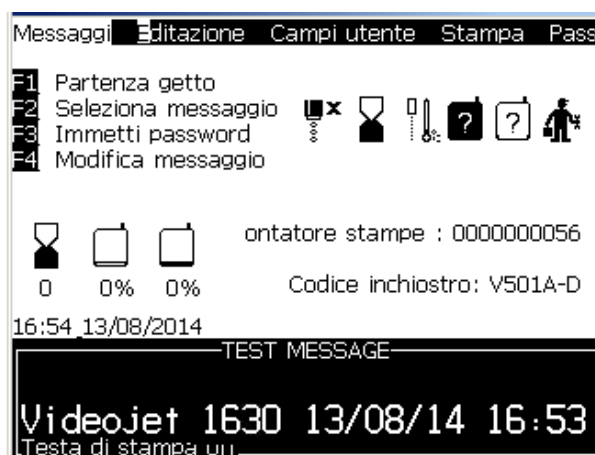 Messaggi Editazione Campi utente Stampa Pass
F1 Partenza getto
F2 Seleziona messaggio
F3 Immetti password
F4 Modifica messaggio
? ?
ontatore stampe : 0000000056
0 0% 0%
Codice inchiostro: V501A-D
16:54 13/08/2014
TEST MESSAGE
Videojet 1630 13/08/14 16:53
Testa di stampa on